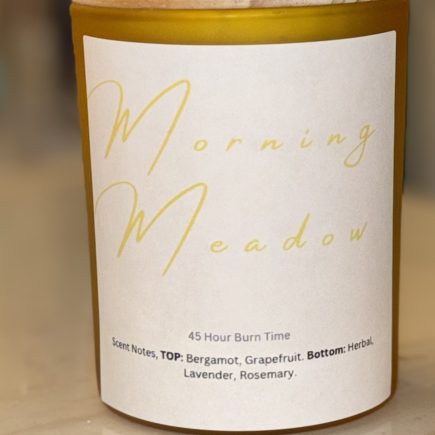 Morning
Meadow
45 Hour Burn Time
Scent Notes, TOP: Bergamot, Grapefruit. Bottom: Herbal,
Lavender, Rosemary.